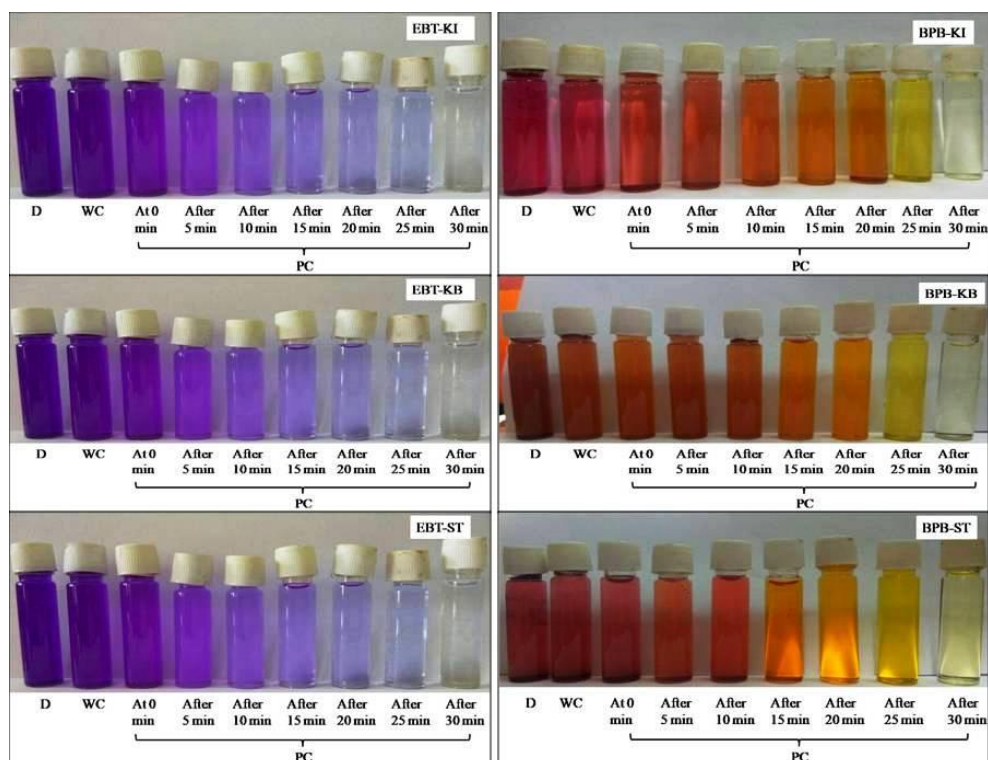 EBT-KI
D WC At 0 After After After After After After
min 5 min 10 min 15 min 20 min 25 min 30 min
PC
BPB-KI
D WC At 0 After After After After After After
min 5 min 10 min 15 min 20 min 25 min 30 min
PC
EBT-KB
D WC At 0 After After After After After After
min 5 min 10 min 15 min 20 min 25 min 30 min
PC
BPB-KB
D WC At 0 After After After After After After
min 5 min 10 min 15 min 20 min 25 min 30 min
PC
EBT-ST
D WC At 0 After After After After After After
min 5 min 10 min 15 min 20 min 25 min 30 min
PC
BPB-ST
D WC At 0 After After After After After After
min 5 min 10 min 15 min 20 min 25 min 30 min
PC